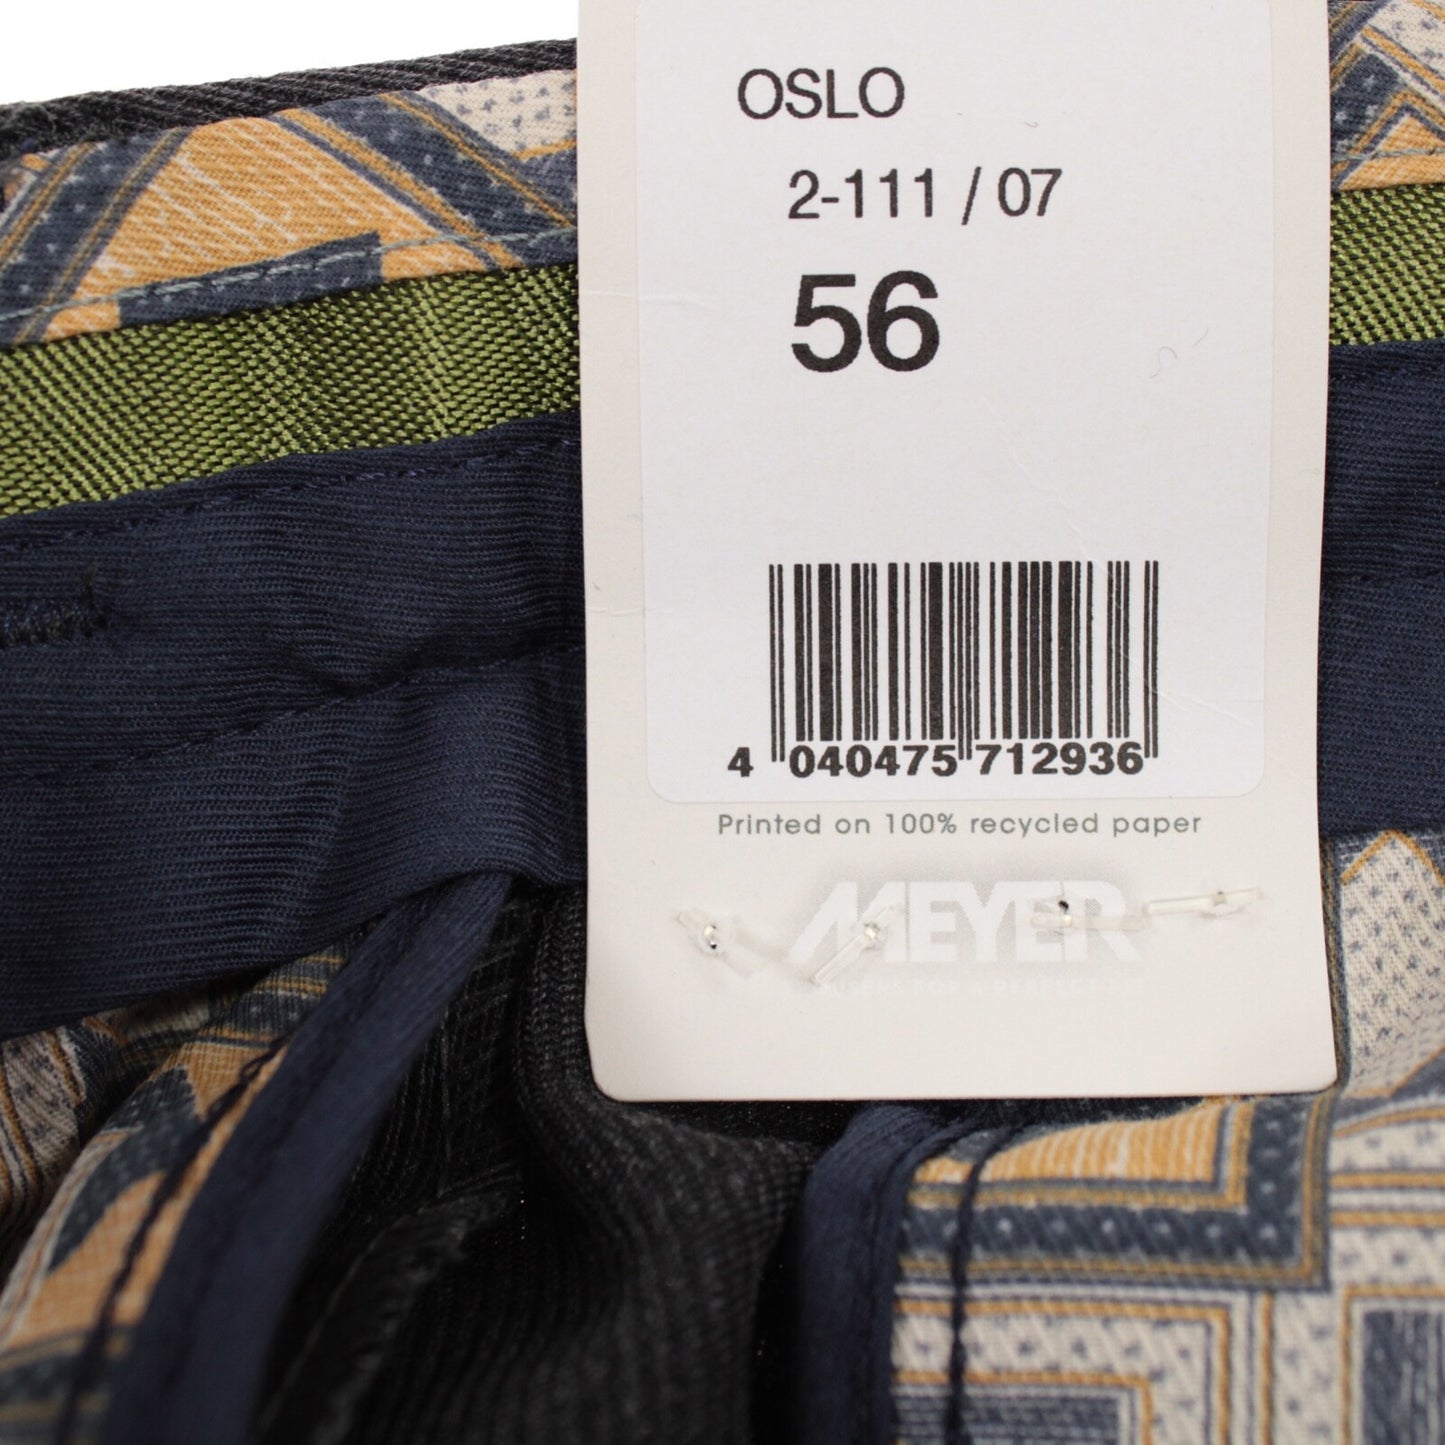 OSLO
2-111 / 07
56
4 040475 712936
Printed on 100% recycled paper
MEYER